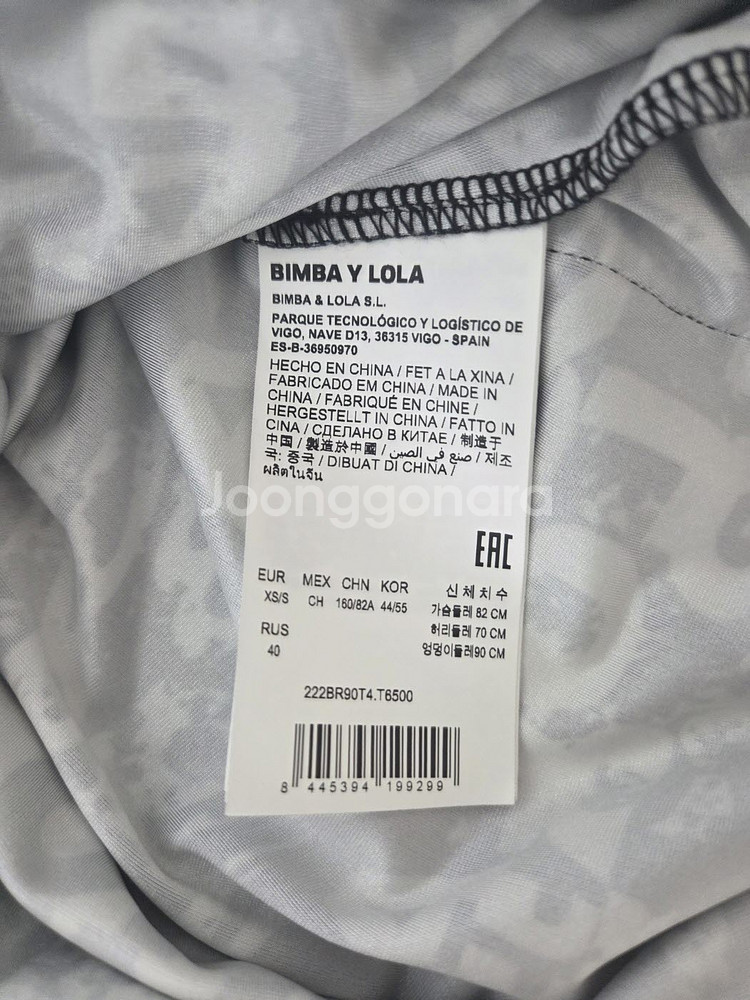 BIMBA Y LOLA
BIMBA & LOLA S.L.
PARQUE TECNOLÓGICO Y LOGÍSTICO DE
VIGO, NAVE D13, 36315 VIGO - SPAIN
ES-B-36950970
HECHO EN CHINA / FET A LA XINA /
FABRICADO EM CHINA / MADE IN
CHINA / FABRIQUÉ EN CHINE /
HERGESTELLT IN CHINA / FATTO IN
CINA / СДЕЛАНО В КИТАЕ / 制造于
中国 / 製造於中國 / صنع في الصين / 제조
국: 중국 / DIBUAT DI CHINA /
ผลิตในจีน
Joonggonara
EAC
EUR MEX CHN KOR 신체치수
XS/S CH 160/82A 44/55 가슴둘레 82 CM
RUS 허리둘레 70 CM
40 엉덩이둘레90 CM
222BR90T4.T6500
8 445394 199299